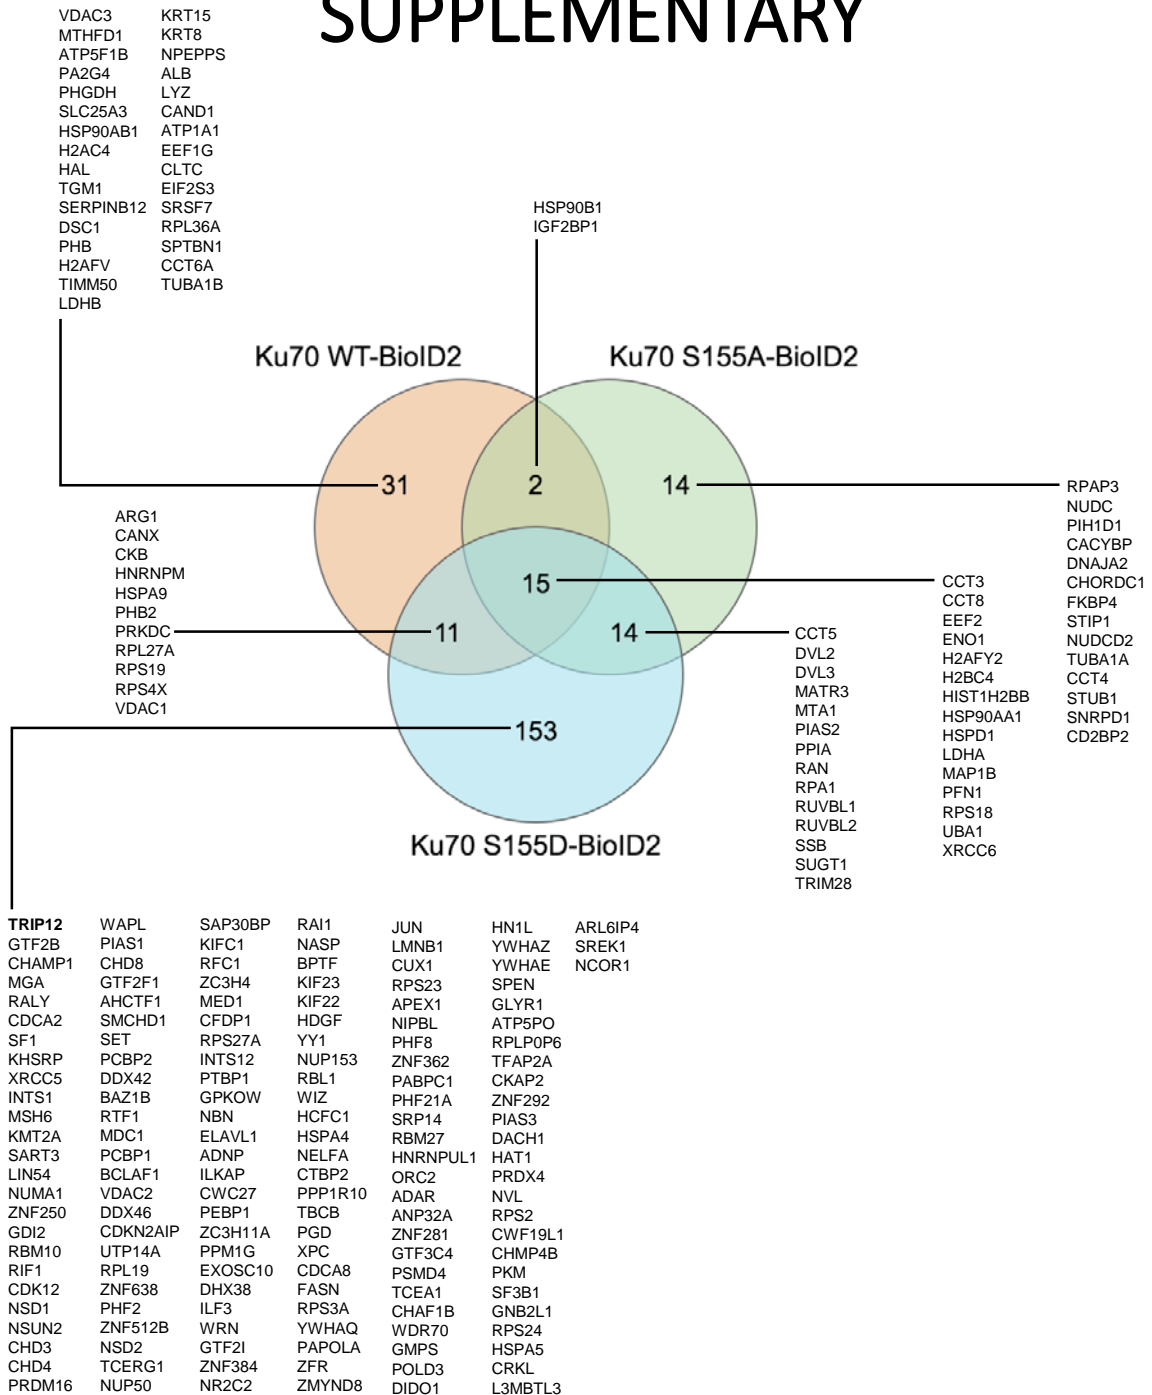 SUPPLEMENTARY
VDAC3
MTHFD1
ATP5F1B
PA2G4
PHGDH
SLC25A3
HSP90AB1
H2AC4
HAL
TGM1
SERPINB12
DSC1
PHB
H2AFV
TIMM50
LDHB
KRT15
KRT8
NPEPPS
ALB
LYZ
CAND1
ATP1A1
EEF1G
CLTC
EIF2S3
SRSF7
RPL36A
SPTBN1
CCT6A
TUBA1B
HSP90B1
IGF2BP1
Ku70 WT-BioID2
Ku70 S155A-BioID2
31
2
14
15
11
14
153
Ku70 S155D-BioID2
ARG1
CANX
CKB
HNRNPM
HSPA9
PHB2
PRKDC
RPL27A
RPS19
RPS4X
VDAC1
CCT5
DVL2
DVL3
MATR3
MTA1
PIAS2
PPIA
RAN
RPA1
RUVBL1
RUVBL2
SSB
SUGT1
TRIM28
CCT3
CCT8
EEF2
ENO1
H2AFY2
H2BC4
HIST1H2BB
HSP90AA1
HSPD1
LDHA
MAP1B
PFN1
RPS18
UBA1
XRCC6
RPAP3
NUDC
PIH1D1
CACYBP
DNAJA2
CHORDC1
FKBP4
STIP1
NUDCD2
TUBA1A
CCT4
STUB1
SNRPD1
CD2BP2
TRIP12
GTF2B
CHAMP1
MGA
RALY
CDCA2
SF1
KHSRP
XRCC5
INTS1
MSH6
KMT2A
SART3
LIN54
NUMA1
ZNF250
GDI2
RBM10
RIF1
CDK12
NSD1
NSUN2
CHD3
CHD4
PRDM16
WAPL
PIAS1
CHD8
GTF2F1
AHCTF1
SMCHD1
SET
PCBP2
DDX42
BAZ1B
RTF1
MDC1
PCBP1
BCLAF1
VDAC2
DDX46
CDKN2AIP
UTP14A
RPL19
ZNF638
PHF2
ZNF512B
NSD2
TCERG1
NUP50
SAP30BP
KIFC1
RFC1
ZC3H4
MED1
CFDP1
RPS27A
INTS12
PTBP1
GPKOW
NBN
ELAVL1
ADNP
ILKAP
CWC27
PEBP1
ZC3H11A
PPM1G
EXOSC10
DHX38
ILF3
WRN
GTF2I
ZNF384
NR2C2
RAI1
NASP
BPTF
KIF23
KIF22
HDGF
YY1
NUP153
RBL1
WIZ
HCFC1
HSPA4
NELFA
CTBP2
PPP1R10
TBCB
PGD
XPC
CDCA8
FASN
RPS3A
YWHAQ
PAPOLA
ZFR
ZMYND8
JUN
LMNB1
CUX1
RPS23
APEX1
NIPBL
PHF8
ZNF362
PABPC1
PHF21A
SRP14
RBM27
HNRNPUL1
ORC2
ADAR
ANP32A
ZNF281
GTF3C4
PSMD4
TCEA1
CHAF1B
WDR70
GMPS
POLD3
DIDO1
HN1L
YWHAZ
YWHAE
SPEN
GLYR1
ATP5PO
RPLP0P6
TFAP2A
CKAP2
ZNF292
PIAS3
DACH1
HAT1
PRDX4
NVL
RPS2
CWF19L1
CHMP4B
PKM
SF3B1
GNB2L1
RPS24
HSPA5
CRKL
L3MBTL3
ARL6IP4
SREK1
NCOR1